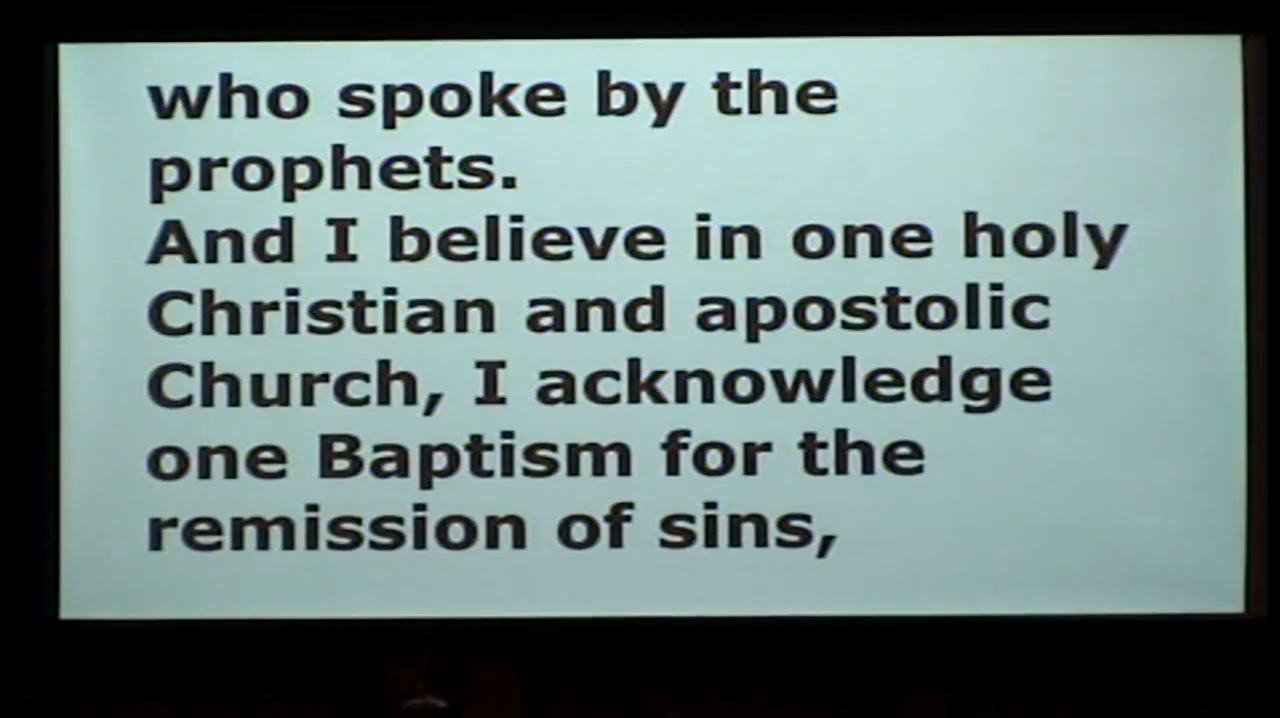 who spoke by the
prophets.
And I believe in one holy
Christian and apostolic
Church, I acknowledge
one Baptism for the
remission of sins,